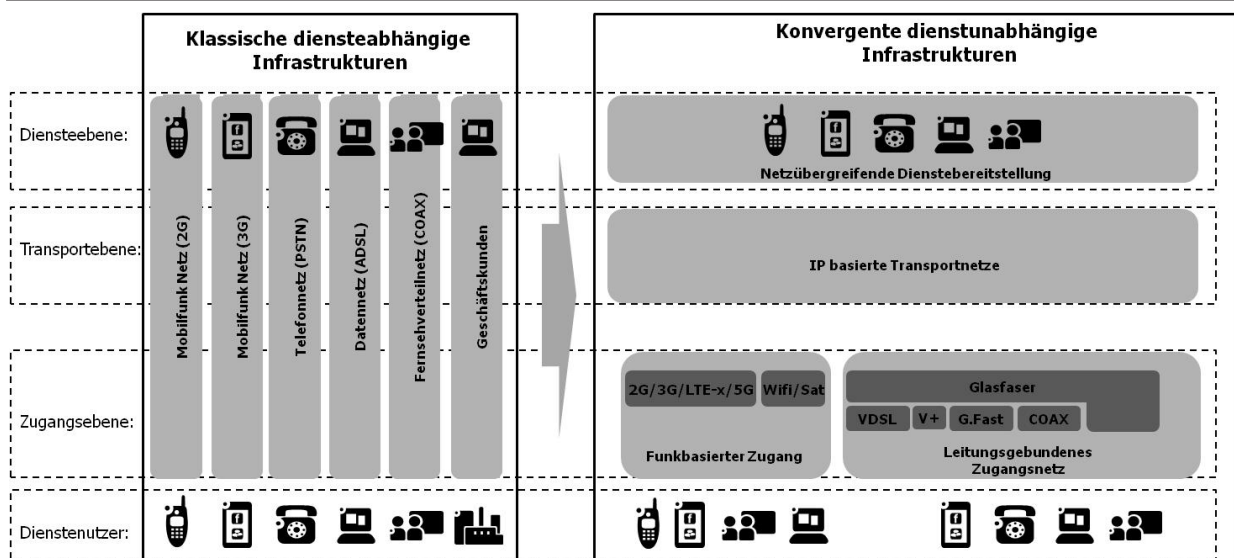 Klassische diensteabhängige
Infrastrukturen
Konvergente dienstunabhängige
Infrastrukturen
Diensteebene:
Netzübergreifende Dienstebereitstellung
Transportebene:
Mobilfunk Netz (2G)
Mobilfunk Netz (3G)
Telefonnetz (PSTN)
Datennetz (ADSL)
Fernsehverteilnetz (COAX)
Geschäftskunden
IP basierte Transportnetze
Zugangsebene:
2G/3G/LTE-x/5G
Wifi/Sat
Funkbasierter Zugang
Glasfaser
VDSL
V+
G.Fast
COAX
Leitungsgebundenes
Zugangsnetz
Dienstenutzer: